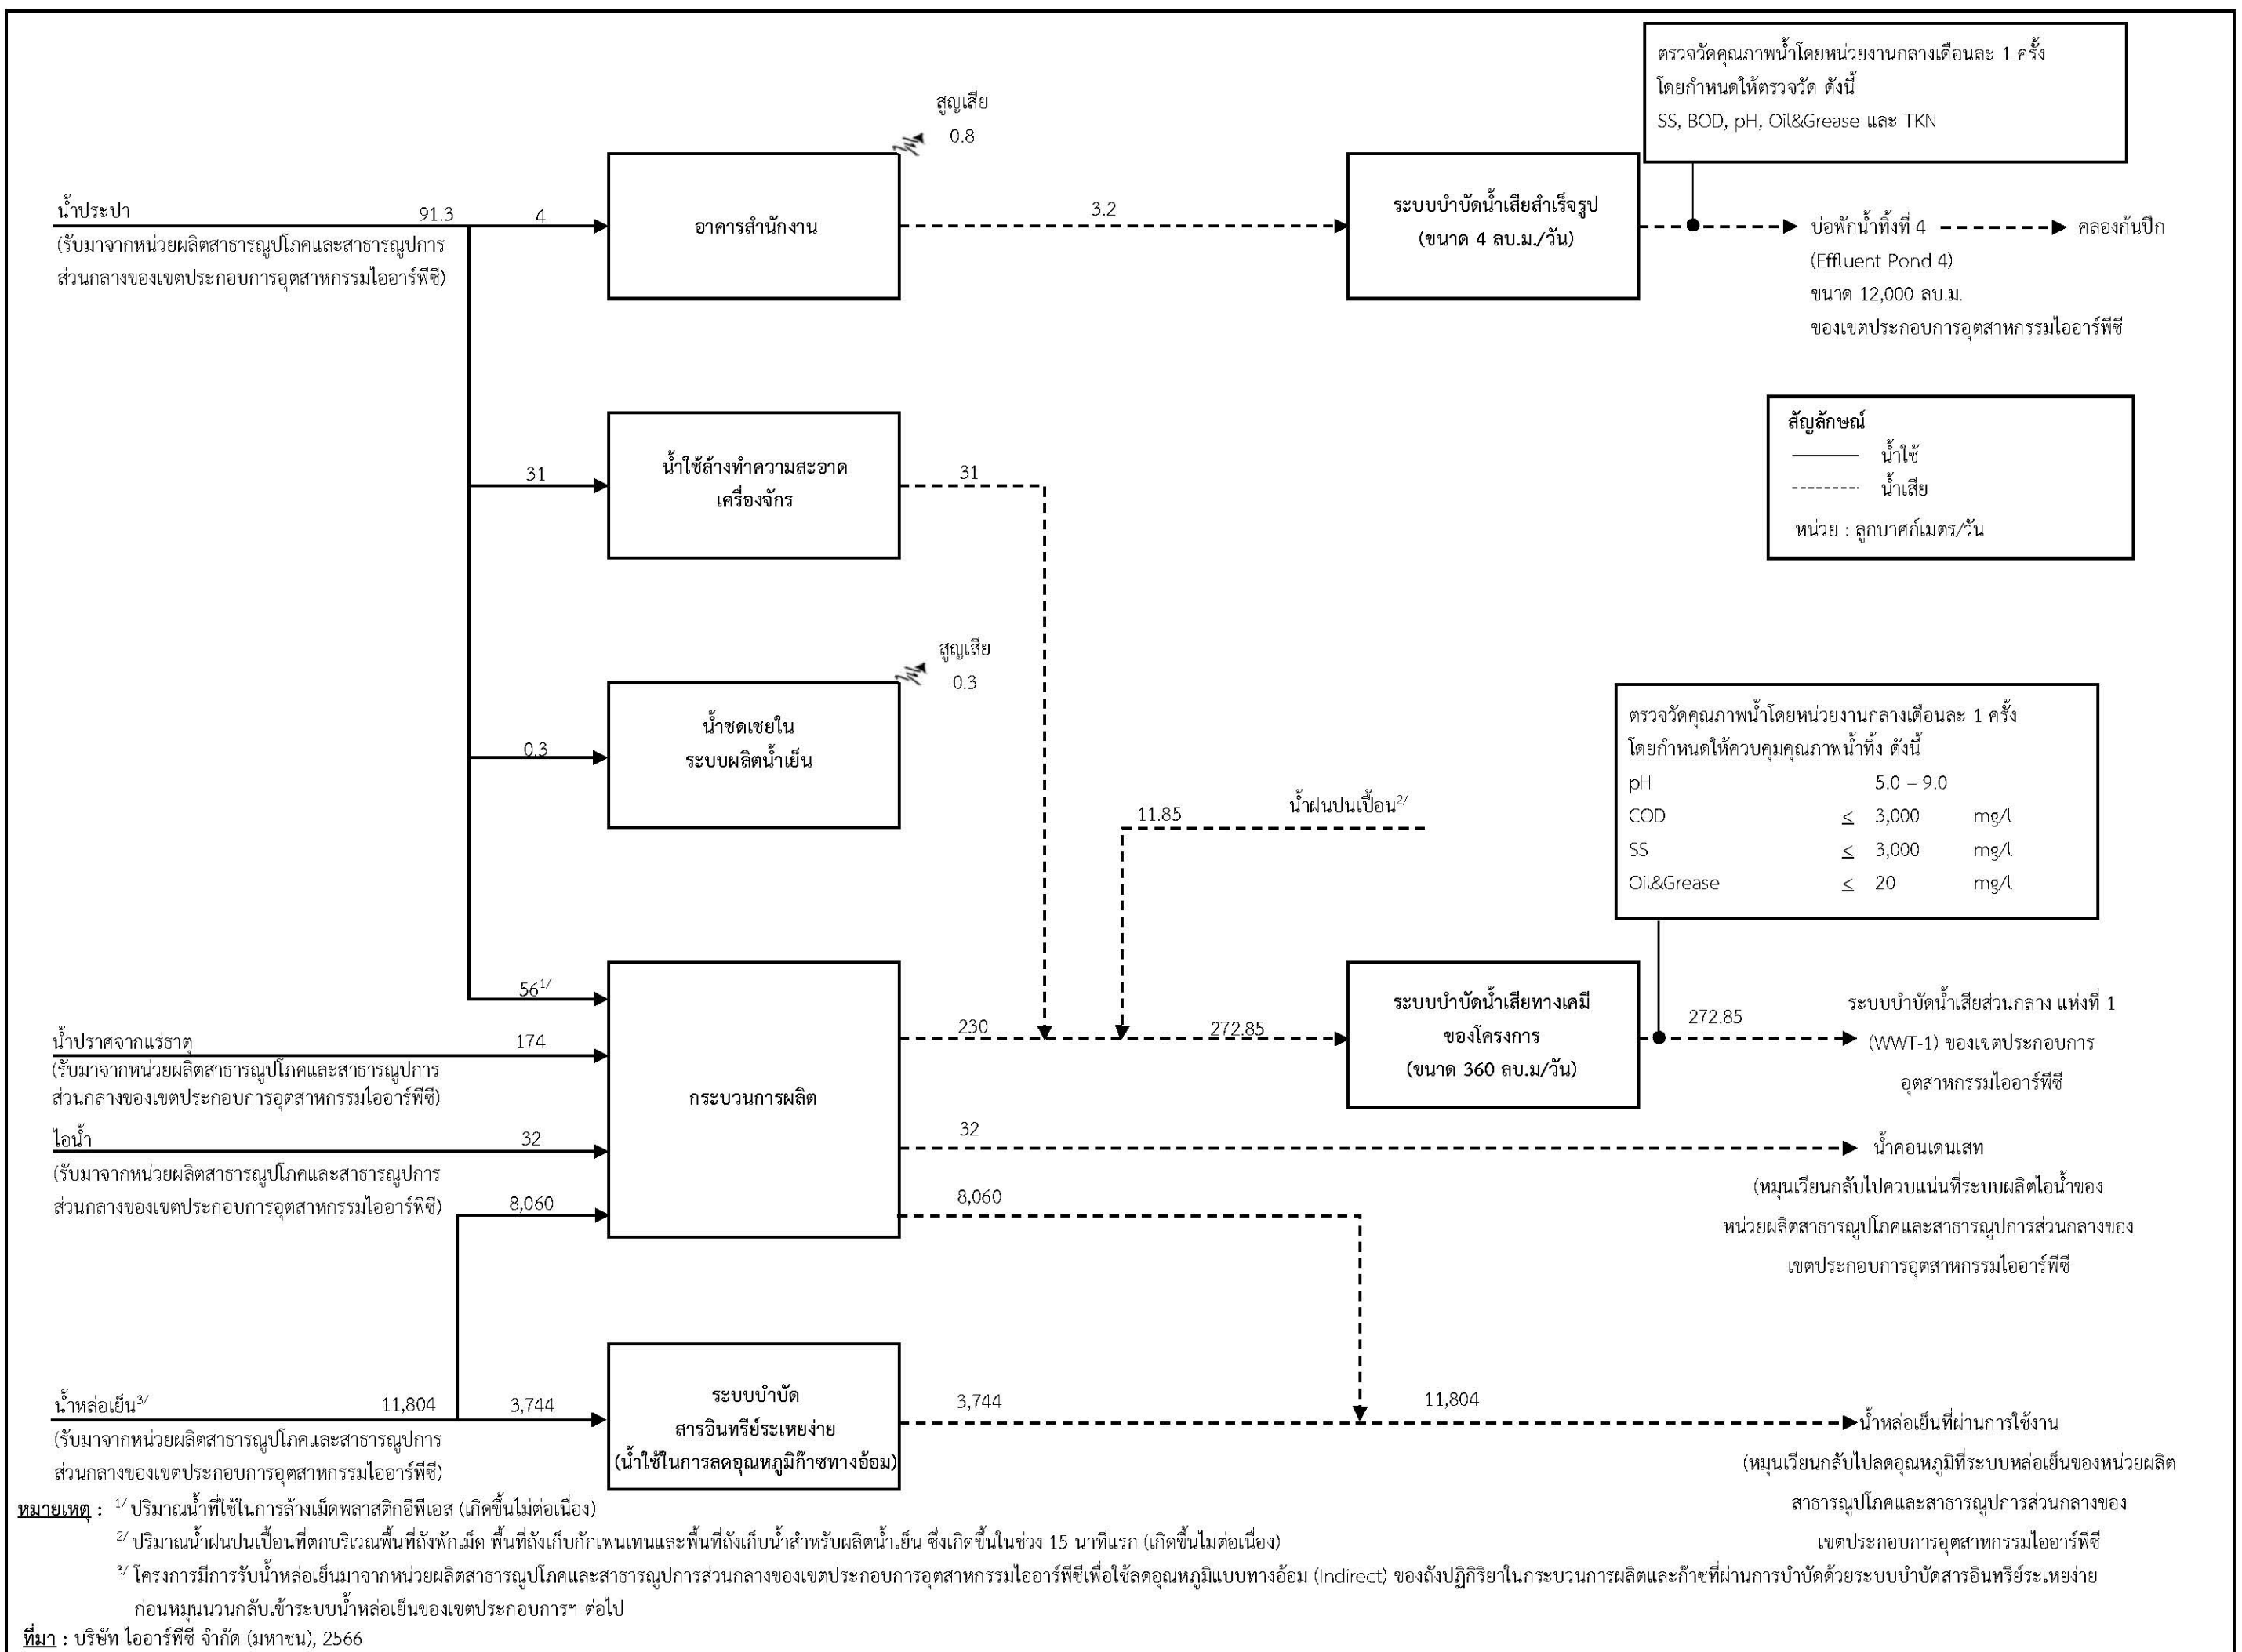 ตรวจวัดคุณภาพน้ำโดยหน่วยงานกลางเดือนละ 1 ครั้ง
โดยกำหนดให้ตรวจวัด ดังนี้
SS, BOD, pH, Oil&Grease และ TKN
สูญเสีย
0.8
น้ำประปา
91.3
4
(รับมาจากหน่วยผลิตสาธารณูปโภคและสาธารณูปการ
ส่วนกลางของเขตประกอบการอุตสาหกรรมไออาร์พีซี)
อาคารสำนักงาน
3.2
ระบบบำบัดน้ำเสียสำเร็จรูป
(ขนาด 4 ลบ.ม./วัน)
บ่อพักน้ำทิ้งที่ 4
(Effluent Pond 4)
ขนาด 12,000 ลบ.ม.
ของเขตประกอบการอุตสาหกรรมไออาร์พีซี
คลองก้นปึก
สัญลักษณ์
น้ำใช้
น้ำเสีย
หน่วย : ลูกบาศก์เมตร/วัน
31
น้ำใช้ล้างทำความสะอาด
เครื่องจักร
31
สูญเสีย
0.3
0.3
น้ำชดเชยใน
ระบบผลิตน้ำเย็น
11.85
น้ำฝนปนเปื้อน2/
ตรวจวัดคุณภาพน้ำโดยหน่วยงานกลางเดือนละ 1 ครั้ง
โดยกำหนดให้ควบคุมคุณภาพน้ำทิ้ง ดังนี้
pH 5.0 – 9.0
COD ≤ 3,000 mg/l
SS ≤ 3,000 mg/l
Oil&Grease ≤ 20 mg/l
56 1/
น้ำปราศจากแร่ธาตุ
174
(รับมาจากหน่วยผลิตสาธารณูปโภคและสาธารณูปการ
ส่วนกลางของเขตประกอบการอุตสาหกรรมไออาร์พีซี)
ไอน้ำ
32
(รับมาจากหน่วยผลิตสาธารณูปโภคและสาธารณูปการ
ส่วนกลางของเขตประกอบการอุตสาหกรรมไออาร์พีซี)
8,060
กระบวนการผลิต
230
272.85
ระบบบำบัดน้ำเสียทางเคมี
ของโครงการ
(ขนาด 360 ลบ.ม/วัน)
272.85
ระบบบำบัดน้ำเสียส่วนกลาง แห่งที่ 1
(WWT-1) ของเขตประกอบการ
อุตสาหกรรมไออาร์พีซี
32
น้ำคอนเดนเสท
(หมุนเวียนกลับไปควบแน่นที่ระบบผลิตไอน้ำของ
หน่วยผลิตสาธารณูปโภคและสาธารณูปการส่วนกลางของ
เขตประกอบการอุตสาหกรรมไออาร์พีซี
8,060
น้ำหล่อเย็น3/
11,804
3,744
(รับมาจากหน่วยผลิตสาธารณูปโภคและสาธารณูปการ
ส่วนกลางของเขตประกอบการอุตสาหกรรมไออาร์พีซี)
ระบบบำบัด
สารอินทรีย์ระเหยง่าย
(น้ำใช้ในการลดอุณหภูมิก๊าซทางอ้อม)
3,744
11,804
น้ำหล่อเย็นที่ผ่านการใช้งาน
(หมุนเวียนกลับไปลดอุณหภูมิที่ระบบหล่อเย็นของหน่วยผลิต
สาธารณูปโภคและสาธารณูปการส่วนกลางของ
เขตประกอบการอุตสาหกรรมไออาร์พีซี
หมายเหตุ : 1/ ปริมาณน้ำที่ใช้ในการล้างเม็ดพลาสติกอีพีเอส (เกิดขึ้นไม่ต่อเนื่อง)
2/ ปริมาณน้ำฝนปนเปื้อนที่ตกบริเวณพื้นที่ถังพักเม็ด พื้นที่ถังเก็บกักเพนเทนและพื้นที่ถังเก็บน้ำสำหรับผลิตน้ำเย็น ซึ่งเกิดขึ้นในช่วง 15 นาทีแรก (เกิดขึ้นไม่ต่อเนื่อง)
3/ โครงการมีการรับน้ำหล่อเย็นมาจากหน่วยผลิตสาธารณูปโภคและสาธารณูปการส่วนกลางของเขตประกอบการอุตสาหกรรมไออาร์พีซีเพื่อใช้ลดอุณหภูมิแบบทางอ้อม (Indirect) ของถังปฏิกิริยาในกระบวนการผลิตและก๊าซที่ผ่านการบำบัดด้วยระบบบำบัดสารอินทรีย์ระเหยง่าย
ก่อนหมุนนวนกลับเข้าระบบน้ำหล่อเย็นของเขตประกอบการฯ ต่อไป
ที่มา : บริษัท ไออาร์พีซี จำกัด (มหาชน), 2566